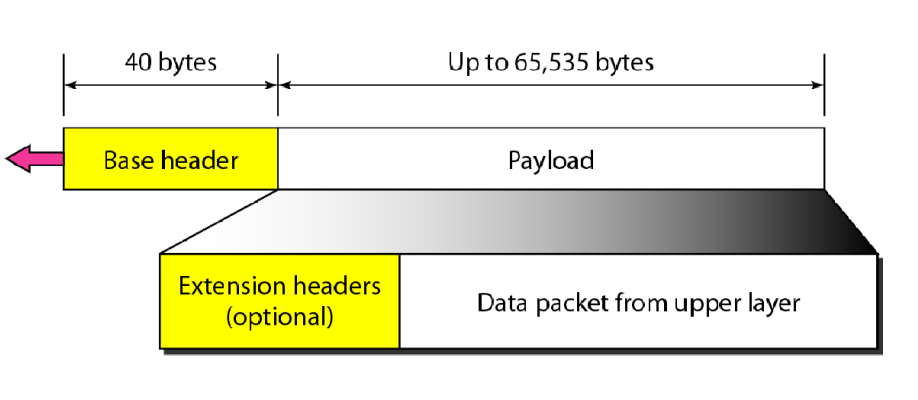 40 bytes
Up to 65,535 bytes
Base header
Payload
Extension headers
(optional)
Data packet from upper layer